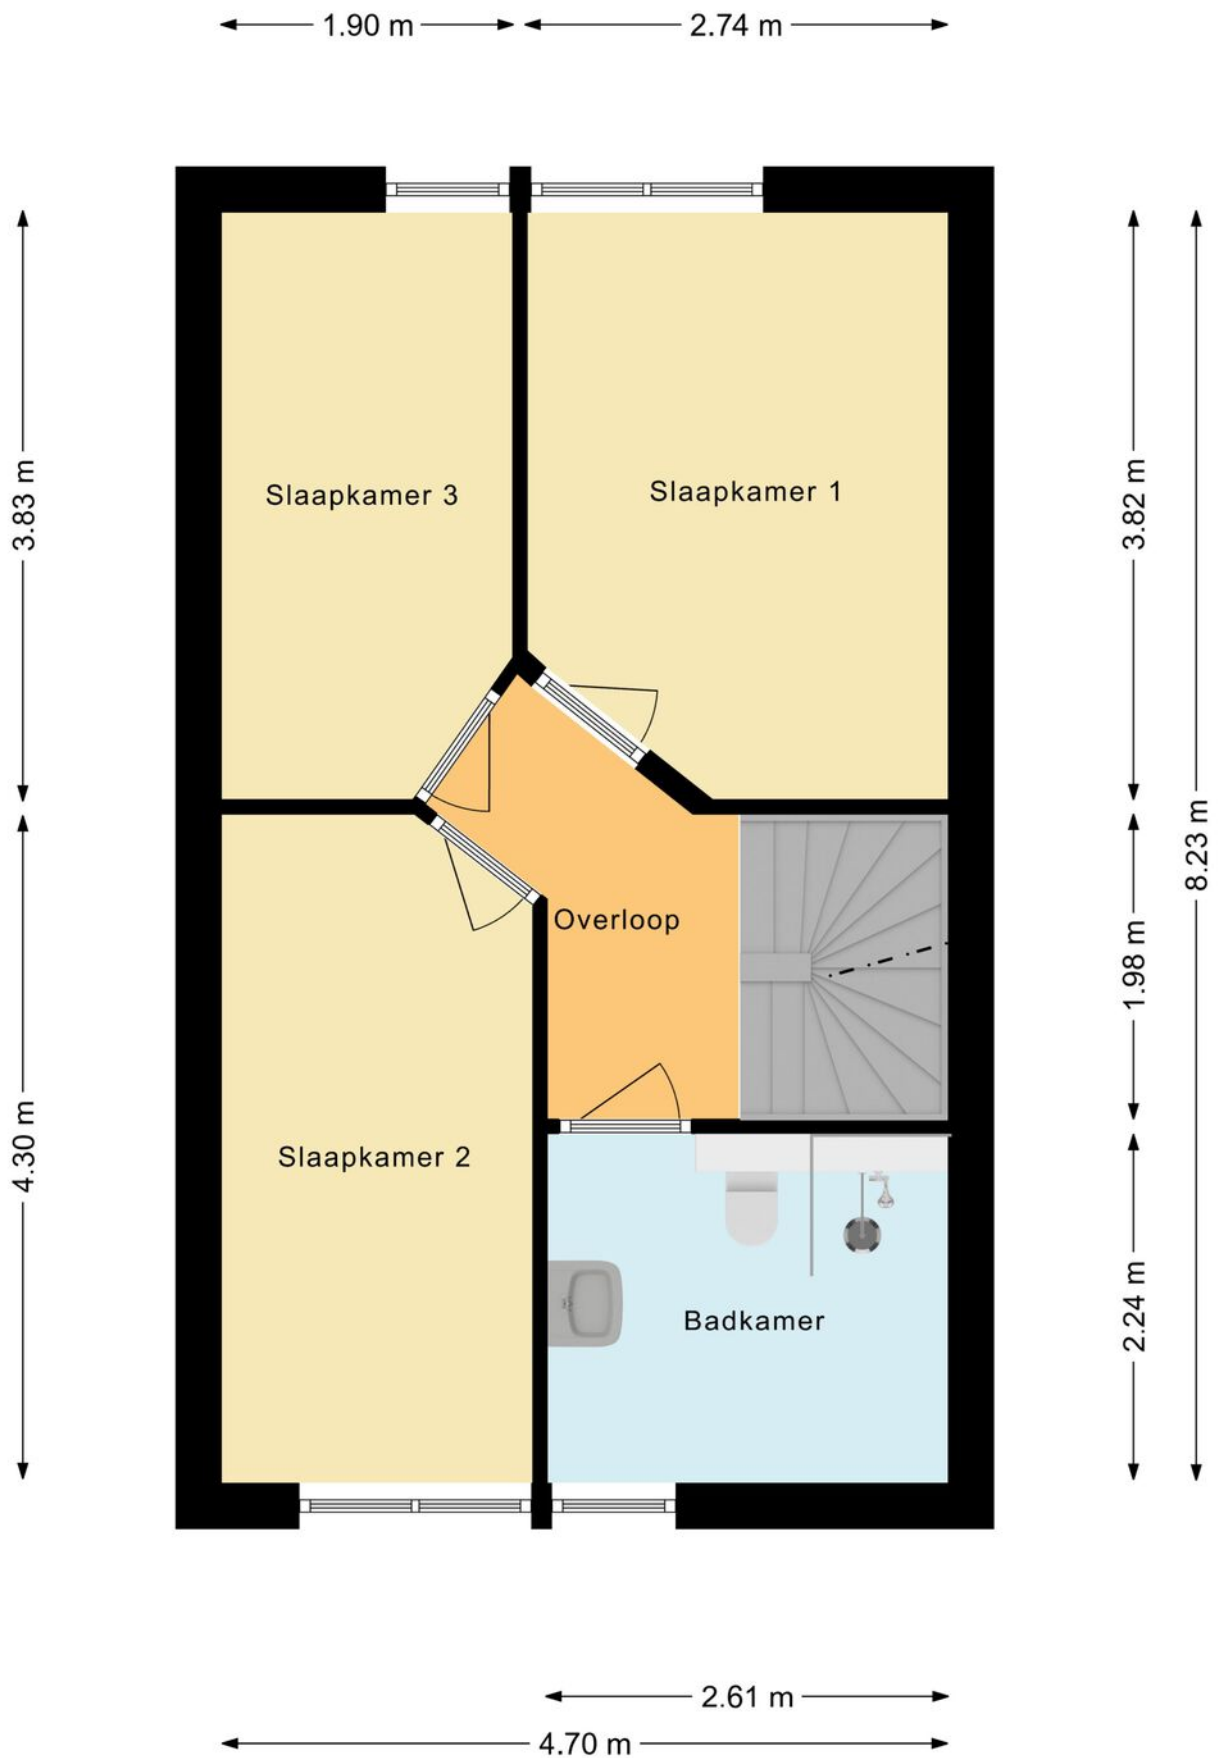 1.90 m
2.74 m
3.83 m
3.82 m
8.23 m
Slaapkamer 3
Slaapkamer 1
Overloop
1.98 m
4.30 m
Slaapkamer 2
2.24 m
Badkamer
2.61 m
4.70 m